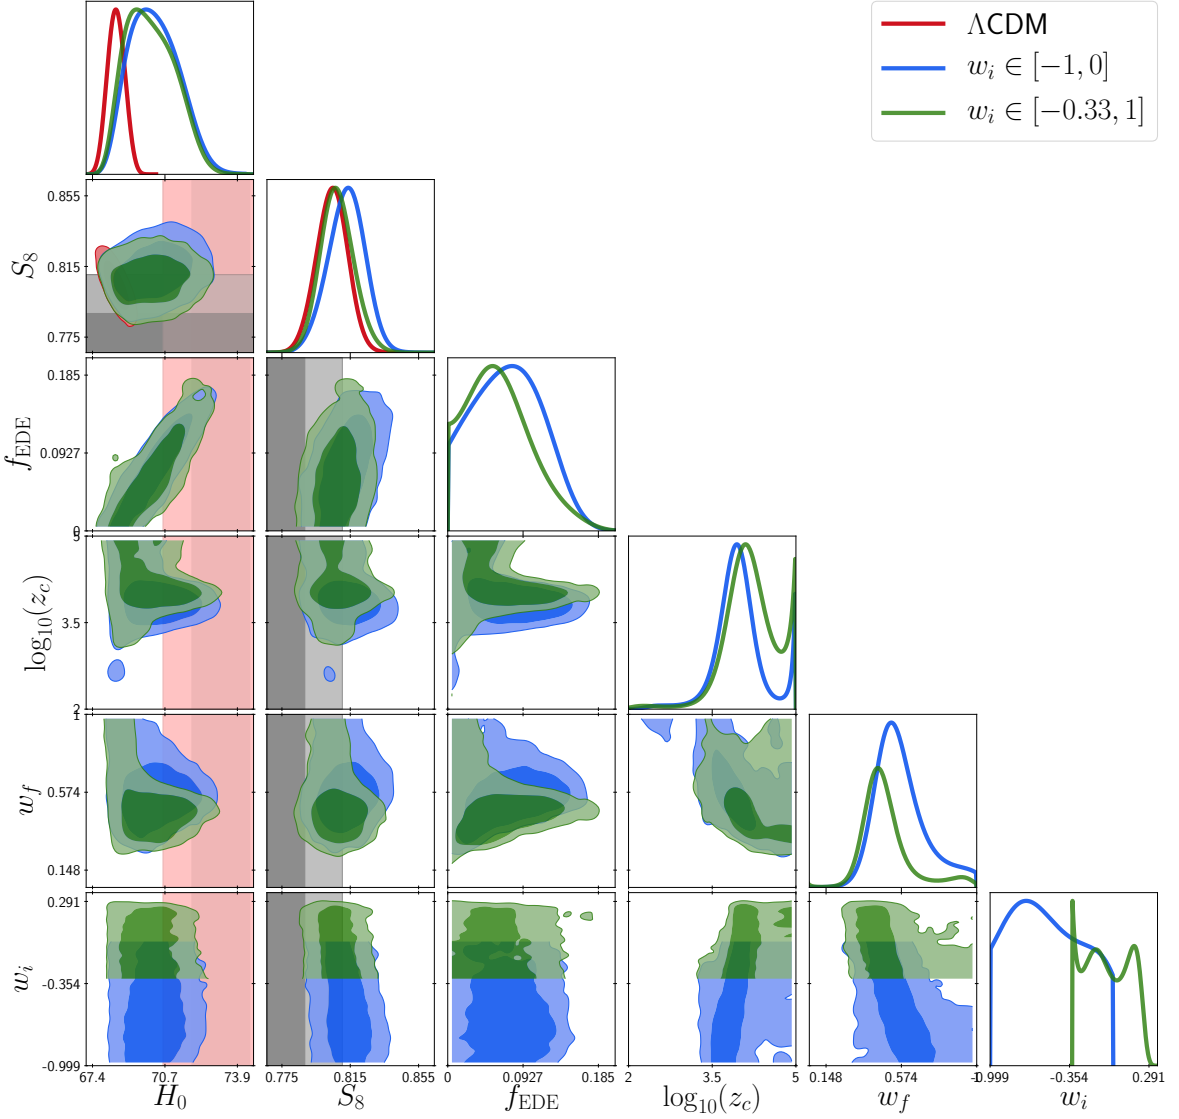 ΛCDM
w_i ∈ [−1, 0]
w_i ∈ [−0.33, 1]
0.855
0.815
0.775
S_8
0.185
0.0927
0
f_EDE
5
3.5
2
log_10(z_c)
1
0.574
0.148
w_f
0.291
-0.354
-0.999
w_i
67.4 70.7 73.9
0.775 0.815 0.855
0 0.0927 0.185
2 3.5 5
0.148 0.574 1
-0.999 -0.354 0.291
H_0 S_8 f_EDE log_10(z_c) w_f w_i